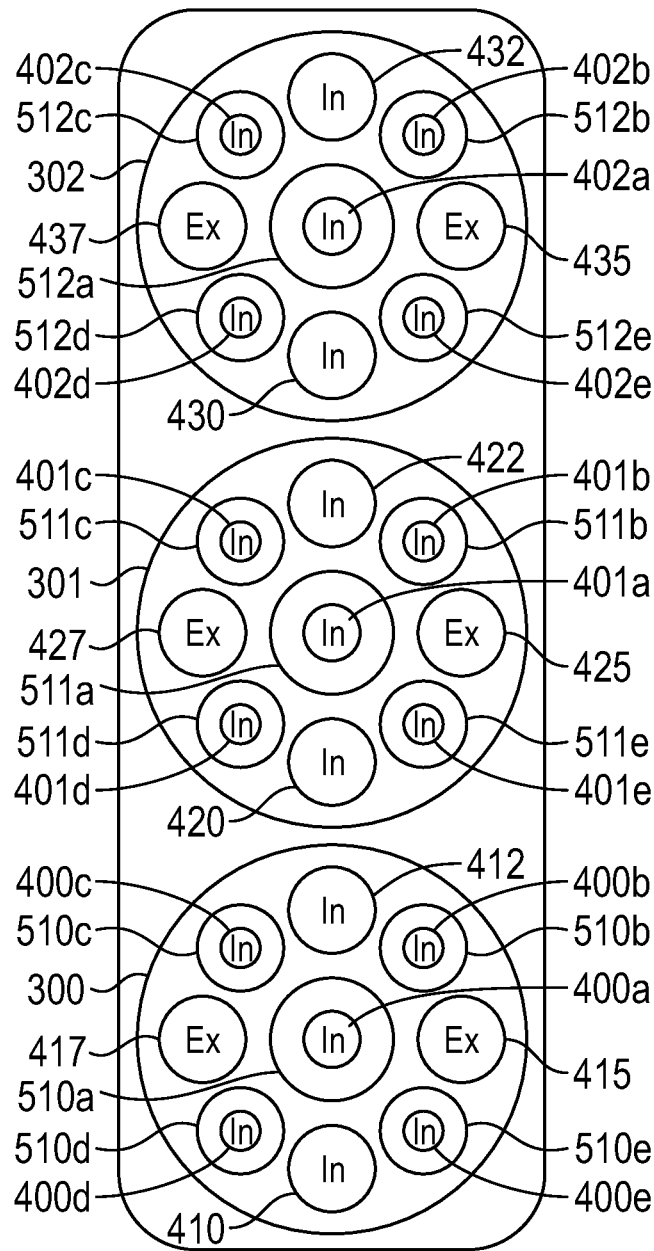 432
402c In 402b
512c In In 512b
302 402a
Ex In Ex
437 435
512a
512d In In 512e
402d In 402e
430
422
401c In 401b
511c In In 511b
301 401a
Ex In Ex
427 425
511a
511d In In 511e
401d In 401e
420
412
400c In 400b
510c In In 510b
300 400a
Ex In Ex
417 415
510a
510d In In 510e
400d In 400e
410